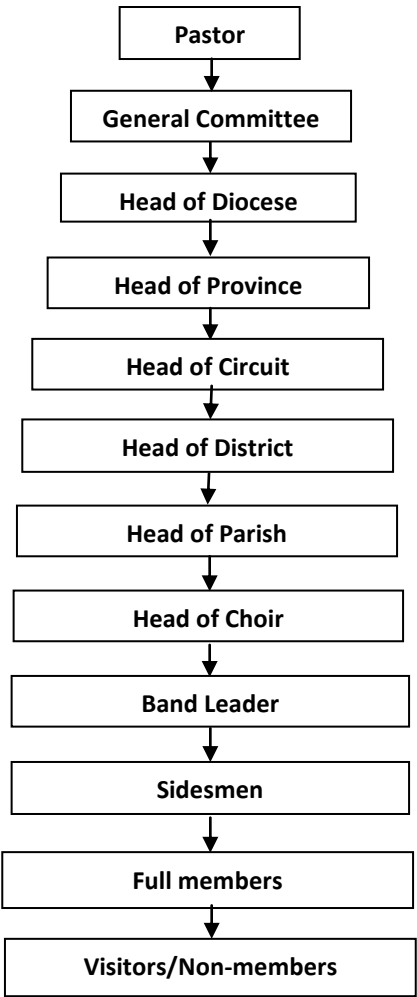 Pastor
General Committee
Head of Diocese
Head of Province
Head of Circuit
Head of District
Head of Parish
Head of Choir
Band Leader
Sidesmen
Full members
Visitors/Non-members